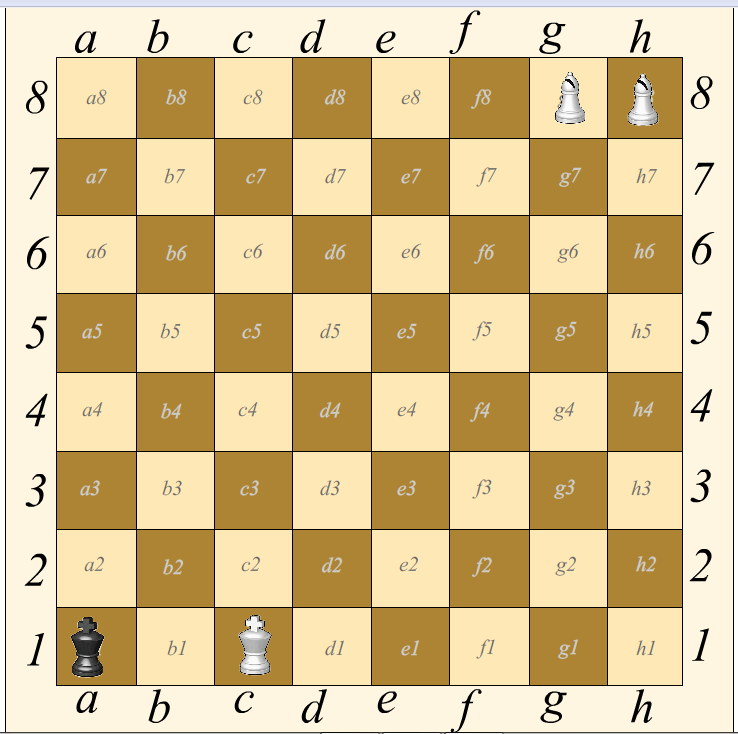 a b c d e f g h
8 a8 b8 c8 d8 e8 f8 8
7 a7 b7 c7 d7 e7 f7 g7 h7 7
6 a6 b6 c6 d6 e6 f6 g6 h6 6
5 a5 b5 c5 d5 e5 f5 g5 h5 5
4 a4 b4 c4 d4 e4 f4 g4 h4 4
3 a3 b3 c3 d3 e3 f3 g3 h3 3
2 a2 b2 c2 d2 e2 f2 g2 h2 2
1 b1 d1 e1 f1 g1 h1 1
a b c d e f g h